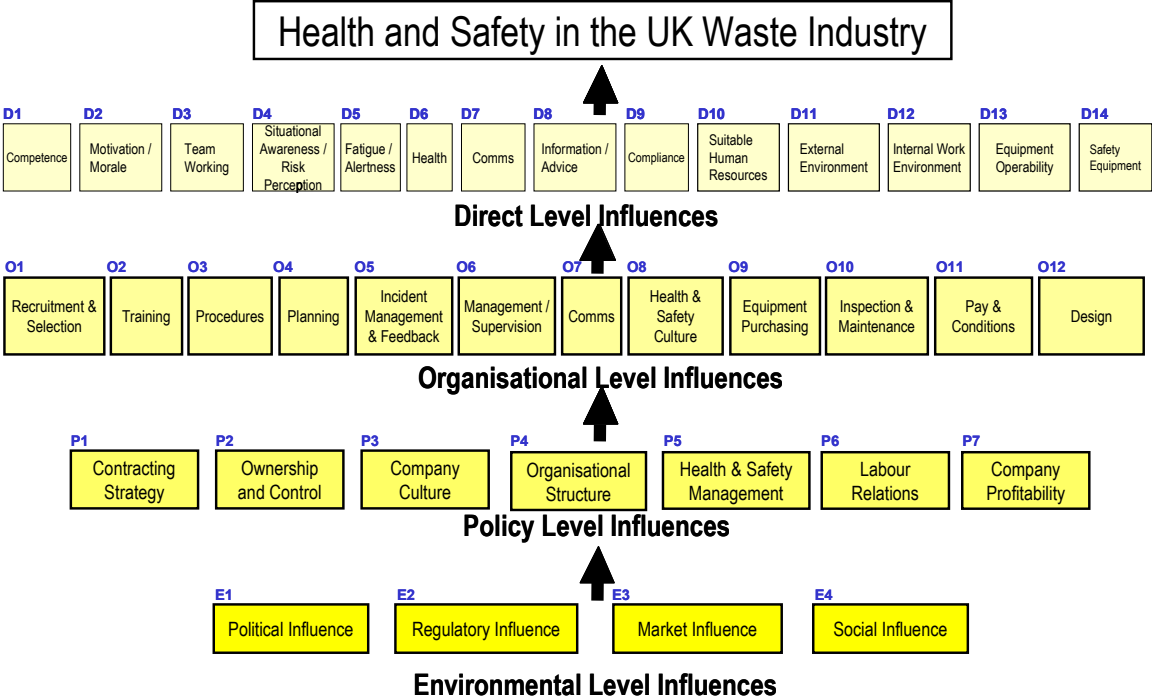 Health and Safety in the UK Waste Industry
D1 D2 D3 D4 D5 D6 D7 D8 D9 D10 D11 D12 D13 D14
Competence
Motivation /
Morale
Team
Working
Situational
Awareness /
Risk
Perception
Fatigue /
Alertness
Health
Comms
Information /
Advice
Compliance
Suitable
Human
Resources
External
Environment
Internal Work
Environment
Equipment
Operability
Safety
Equipment
Direct Level Influences
O1 O2 O3 O4 O5 O6 O7 O8 O9 O10 O11 O12
Recruitment &
Selection
Training
Procedures
Planning
Incident
Management
& Feedback
Management /
Supervision
Comms
Health &
Safety
Culture
Equipment
Purchasing
Inspection &
Maintenance
Pay &
Conditions
Design
Organisational Level Influences
P1 P2 P3 P4 P5 P6 P7
Contracting
Strategy
Ownership
and Control
Company
Culture
Organisational
Structure
Health & Safety
Management
Labour
Relations
Company
Profitability
Policy Level Influences
E1 E2 E3 E4
Political Influence
Regulatory Influence
Market Influence
Social Influence
Environmental Level Influences